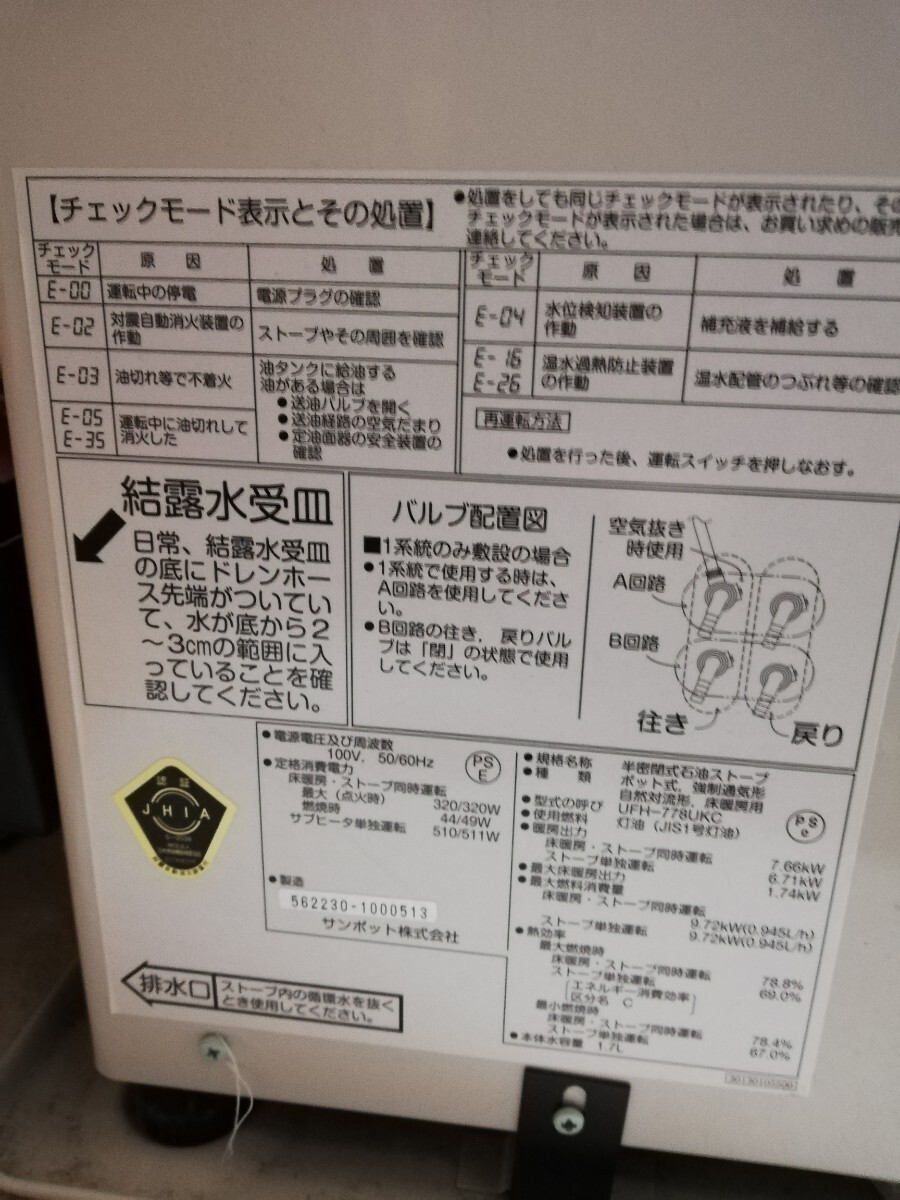 【チェックモード表示とその処置】
●処置をしても同じチェックモードが表示されたり、その
チェックモードが表示された場合は、お買い求めの販売
連絡してください。
チェック
モード
原 因
処 置
E-00
運転中の停電
電源プラグの確認
E-02
対震自動消火装置の
作動
ストーブやその周囲を確認
E-03
油切れ等で不着火
油タンクに給油する
油がある場合は
●送油バルブを開く
●送油経路の空気だまり
●定油面器の安全装置の
確認
E-05
E-35
運転中に油切れして
消火した
チェック
モード
原 因
処 置
E-04
水位検知装置の
作動
補充液を補給する
E-16
E-26
温水過熱防止装置
の作動
温水配管のつぶれ等の確認
再運転方法
●処置を行った後、運転スイッチを押しなおす。
結露水受皿
日常、結露水受皿
の底にドレンホー
ス先端がついてい
て、水が底から2
～3cmの範囲に入
っていることを確
認してください。
バルブ配置図
■1系統のみ敷設の場合
●1系統で使用する時は、
A回路を使用してくださ
い。
●B回路の往き、戻りバル
ブは「閉」の状態で使用
してください。
空気抜き
時使用
A回路
B回路
往き
戻り
●電源電圧及び周波数
100V、50/60Hz
●定格消費電力
床暖房・ストーブ同時運転
最大（点火時） 320/320W
燃焼時 44/49W
サブヒータ単独運転 510/511W
PS
E
●製造
562230-1000513
サンポット株式会社
●規格名称 半密閉式石油ストーブ
●種 類 ポット式、強制通気形
自然対流形、床暖房用
●型式の呼び UFH-778UKC
●使用燃料 灯油（JIS1号灯油）
PS
e
●暖房出力
床暖房・ストーブ同時運転 7.66kW
ストーブ単独運転 6.71kW
●最大床暖房出力 1.74kW
●最大燃料消費量
床暖房・ストーブ同時運転 9.72kW(0.945L/h)
ストーブ単独運転 9.72kW(0.945L/h)
●熱効率
最大燃焼時
床暖房・ストーブ同時運転 78.8%
ストーブ単独運転 69.0%
[エネルギー消費効率]
区分名 C
最小燃焼時
床暖房・ストーブ同時運転 78.4%
ストーブ単独運転 67.0%
●本体水容量 1.7L
認 証
JHIA
排水口
ストーブ内の循環水を抜く
とき使用してください。